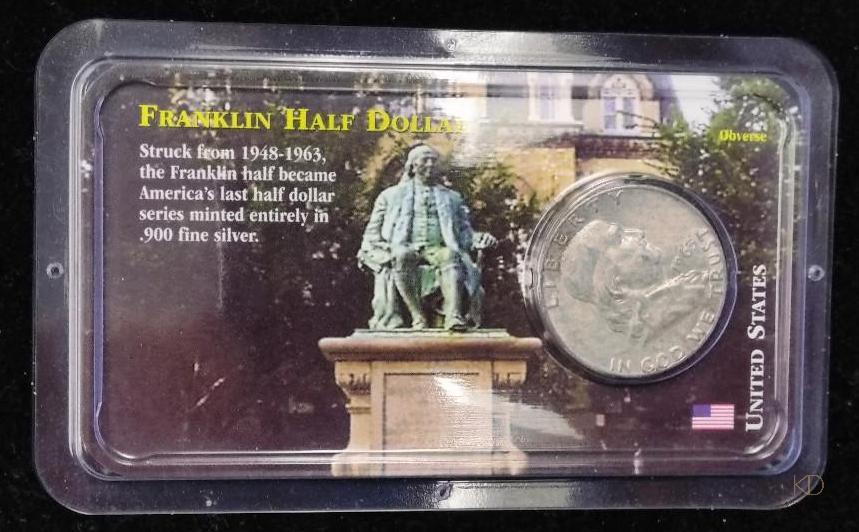 FRANKLIN HALF DOLLAR
Struck from 1948-1963,
the Franklin half became
America's last half dollar
series minted entirely in
.900 fine silver.
Obverse
LIBERTY
IN GOD WE TRUST
UNITED STATES
KD